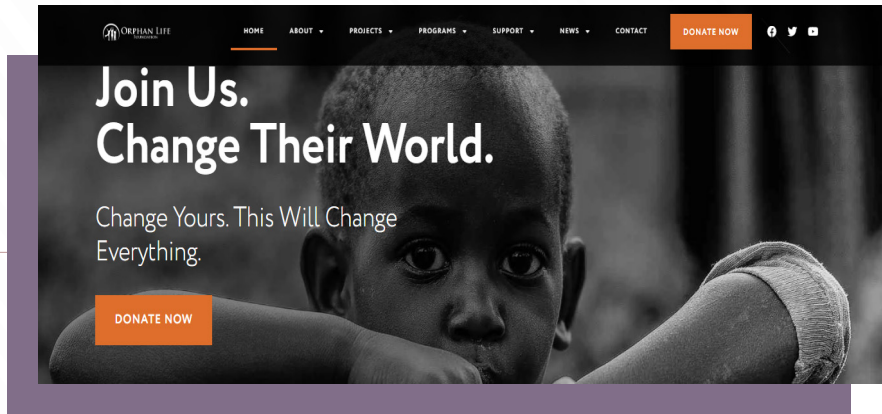 ORPHAN LIFE
FOUNDATION
HOME
ABOUT
PROJECTS
PROGRAMS
SUPPORT
NEWS
CONTACT
DONATE NOW
Join Us.
Change Their World.
Change Yours. This Will Change
Everything.
DONATE NOW